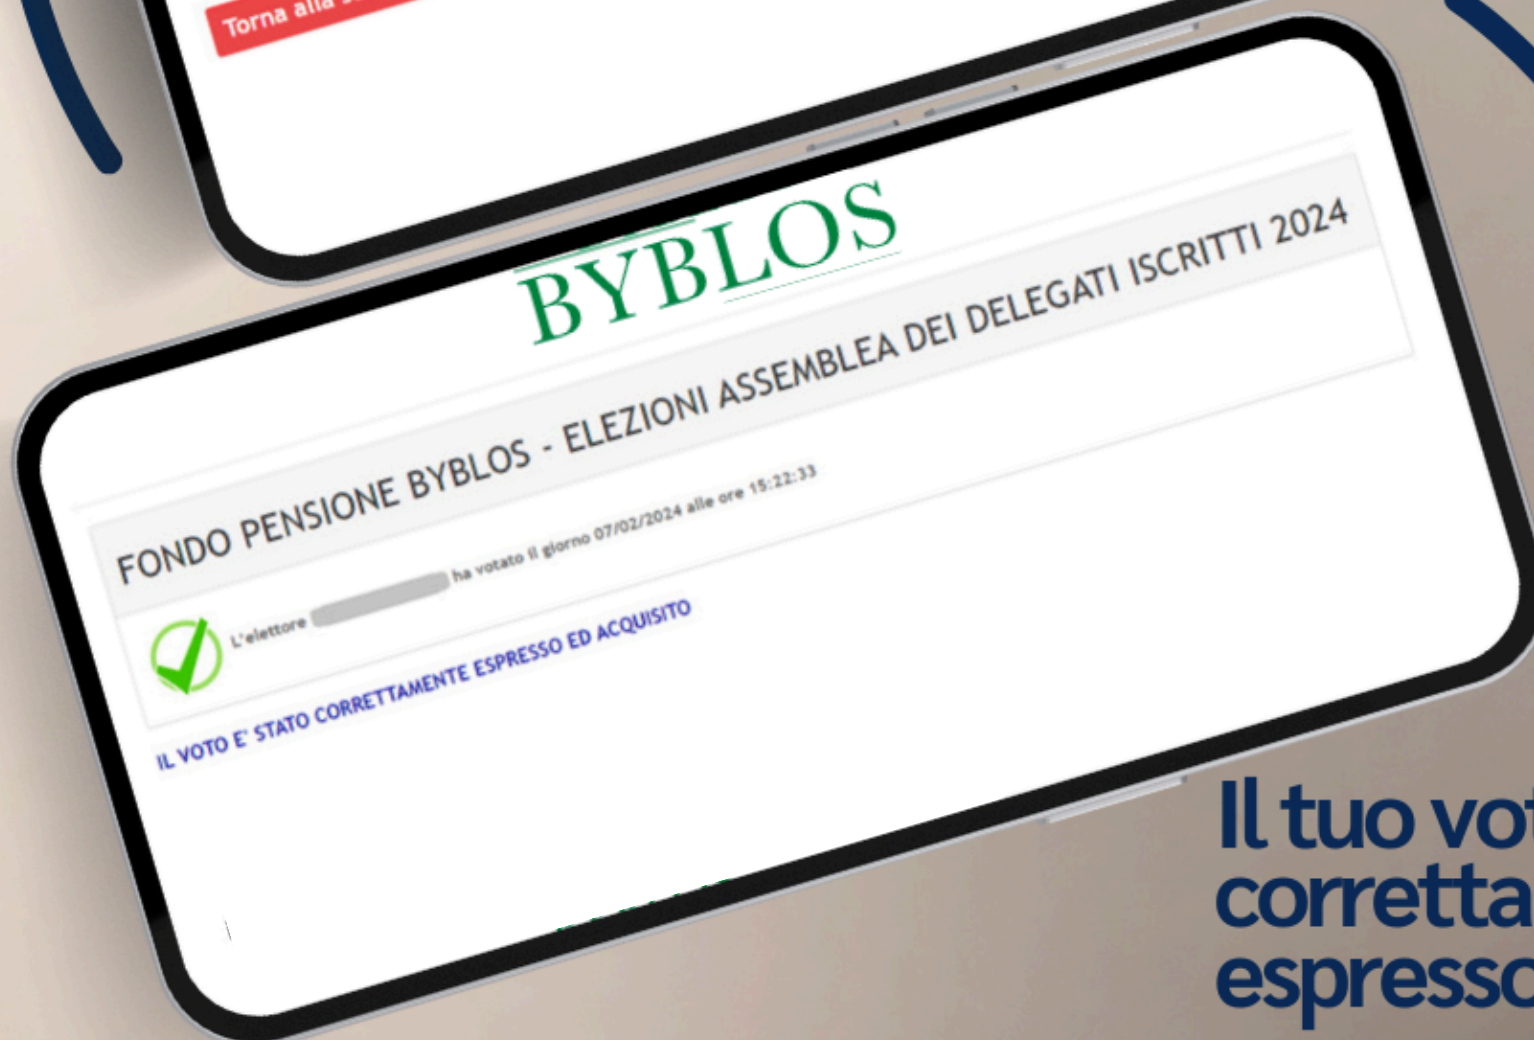 Torna alla
BYBLOS
FONDO PENSIONE BYBLOS - ELEZIONI ASSEMBLEA DEI DELEGATI ISCRITTI 2024
L'elettore ha votato il giorno 07/02/2024 alle ore 15:22:33
IL VOTO E' STATO CORRETTAMENTE ESPRESSO ED ACQUISITO
Il tuo vot
corretta
espresso